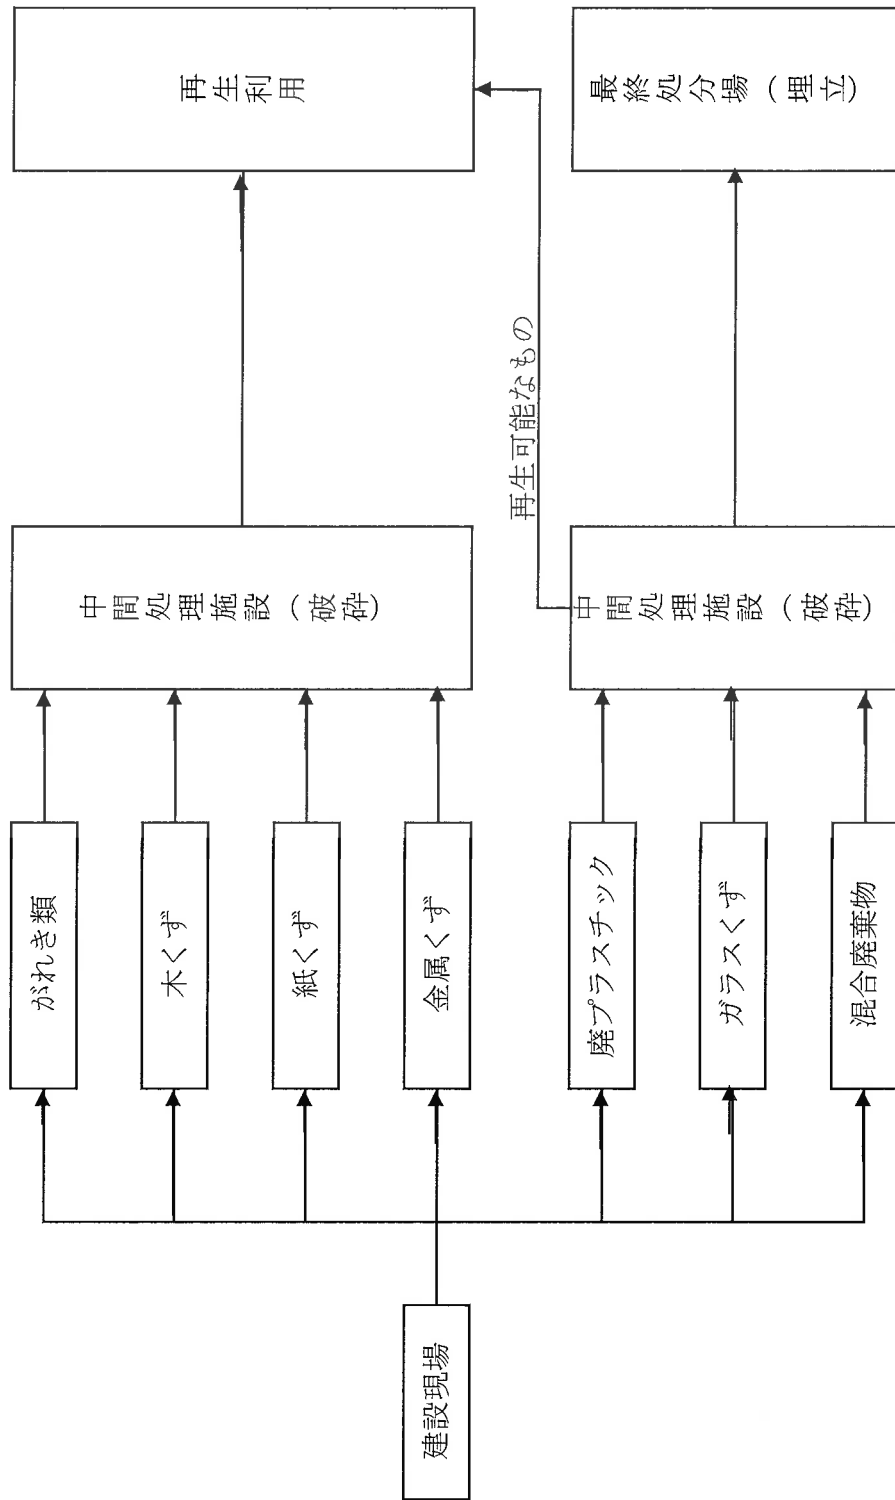 建設現場
がれき類
木くず
紙くず
金属くず
廃プラスチック
ガラスくず
混合廃棄物
中間処理施設（破砕）
中間処理施設（破砕）
再生可能なもの
再生利用
最終処分場（埋立）